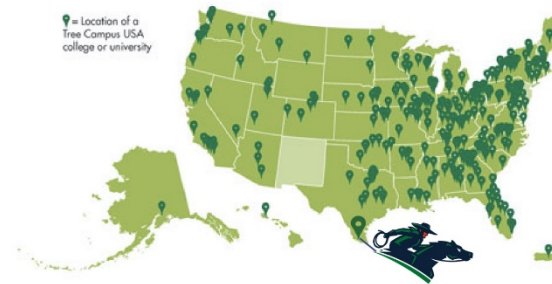 = Location of a
Tree Campus USA
college or university